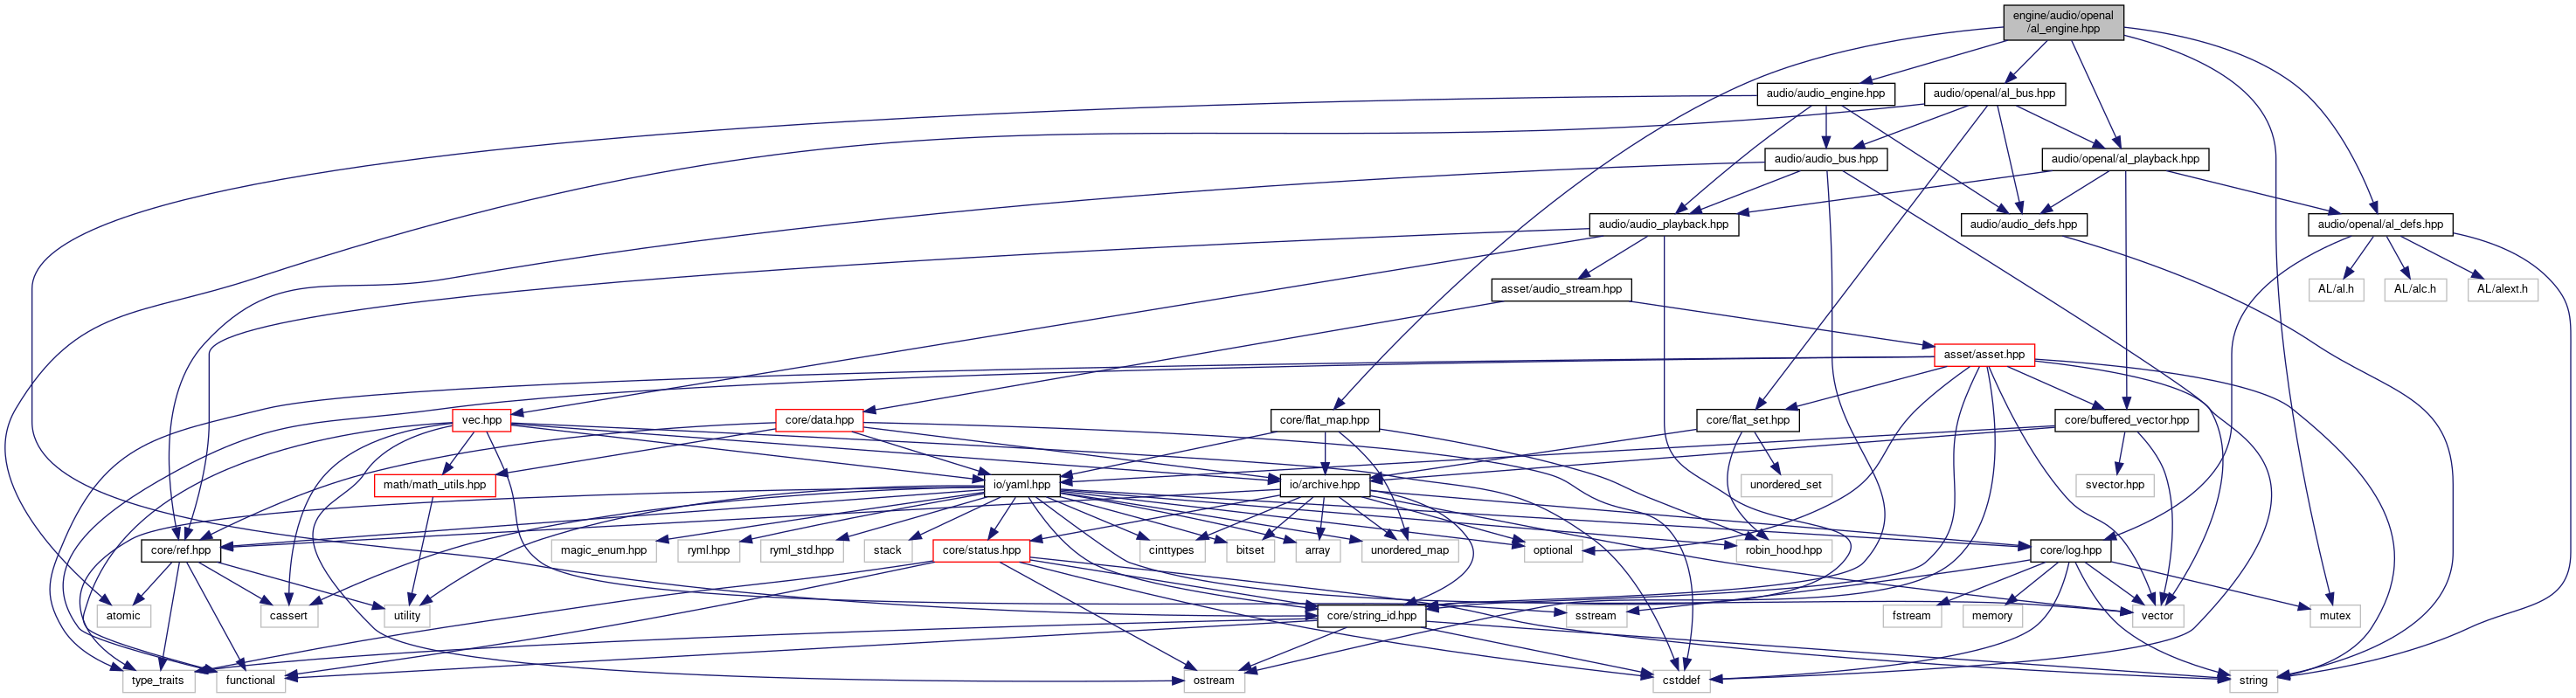 engine/audio/openal
/al_engine.hpp
audio/audio_engine.hpp
audio/openal/al_bus.hpp
audio/audio_bus.hpp
audio/openal/al_playback.hpp
audio/audio_playback.hpp
audio/audio_defs.hpp
audio/openal/al_defs.hpp
asset/audio_stream.hpp
AL/al.h
AL/alc.h
AL/alext.h
asset/asset.hpp
vec.hpp
core/data.hpp
core/flat_map.hpp
core/flat_set.hpp
core/buffered_vector.hpp
math/math_utils.hpp
io/yaml.hpp
io/archive.hpp
unordered_set
svector.hpp
core/ref.hpp
magic_enum.hpp
ryml.hpp
ryml_std.hpp
stack
core/status.hpp
cinttypes
bitset
array
unordered_map
optional
robin_hood.hpp
core/log.hpp
atomic
cassert
utility
core/string_id.hpp
sstream
fstream
memory
vector
mutex
type_traits
functional
ostream
cstddef
string